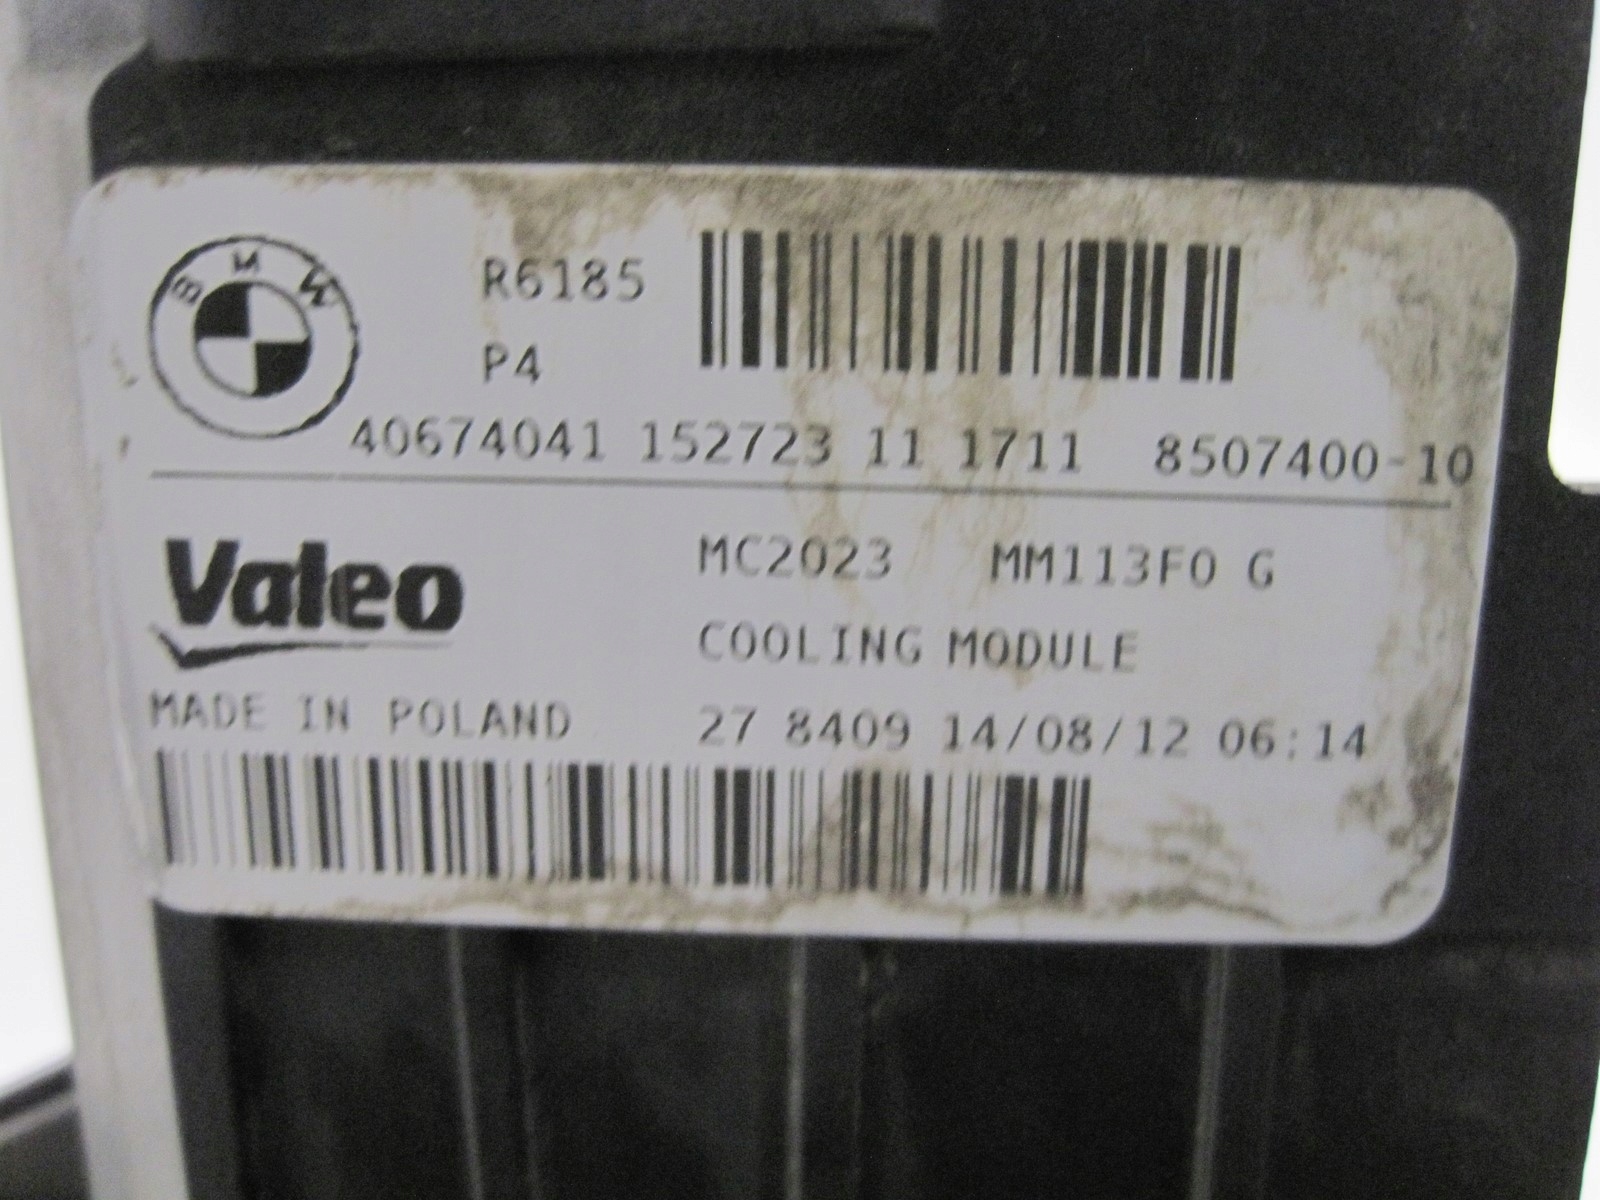 BMW
R6185
P4
40674041 152723 11 1711 8507400-10
Valeo
MC2023 MM113F0 G
COOLING MODULE
MADE IN POLAND
27 8409 14/08/12 06:14